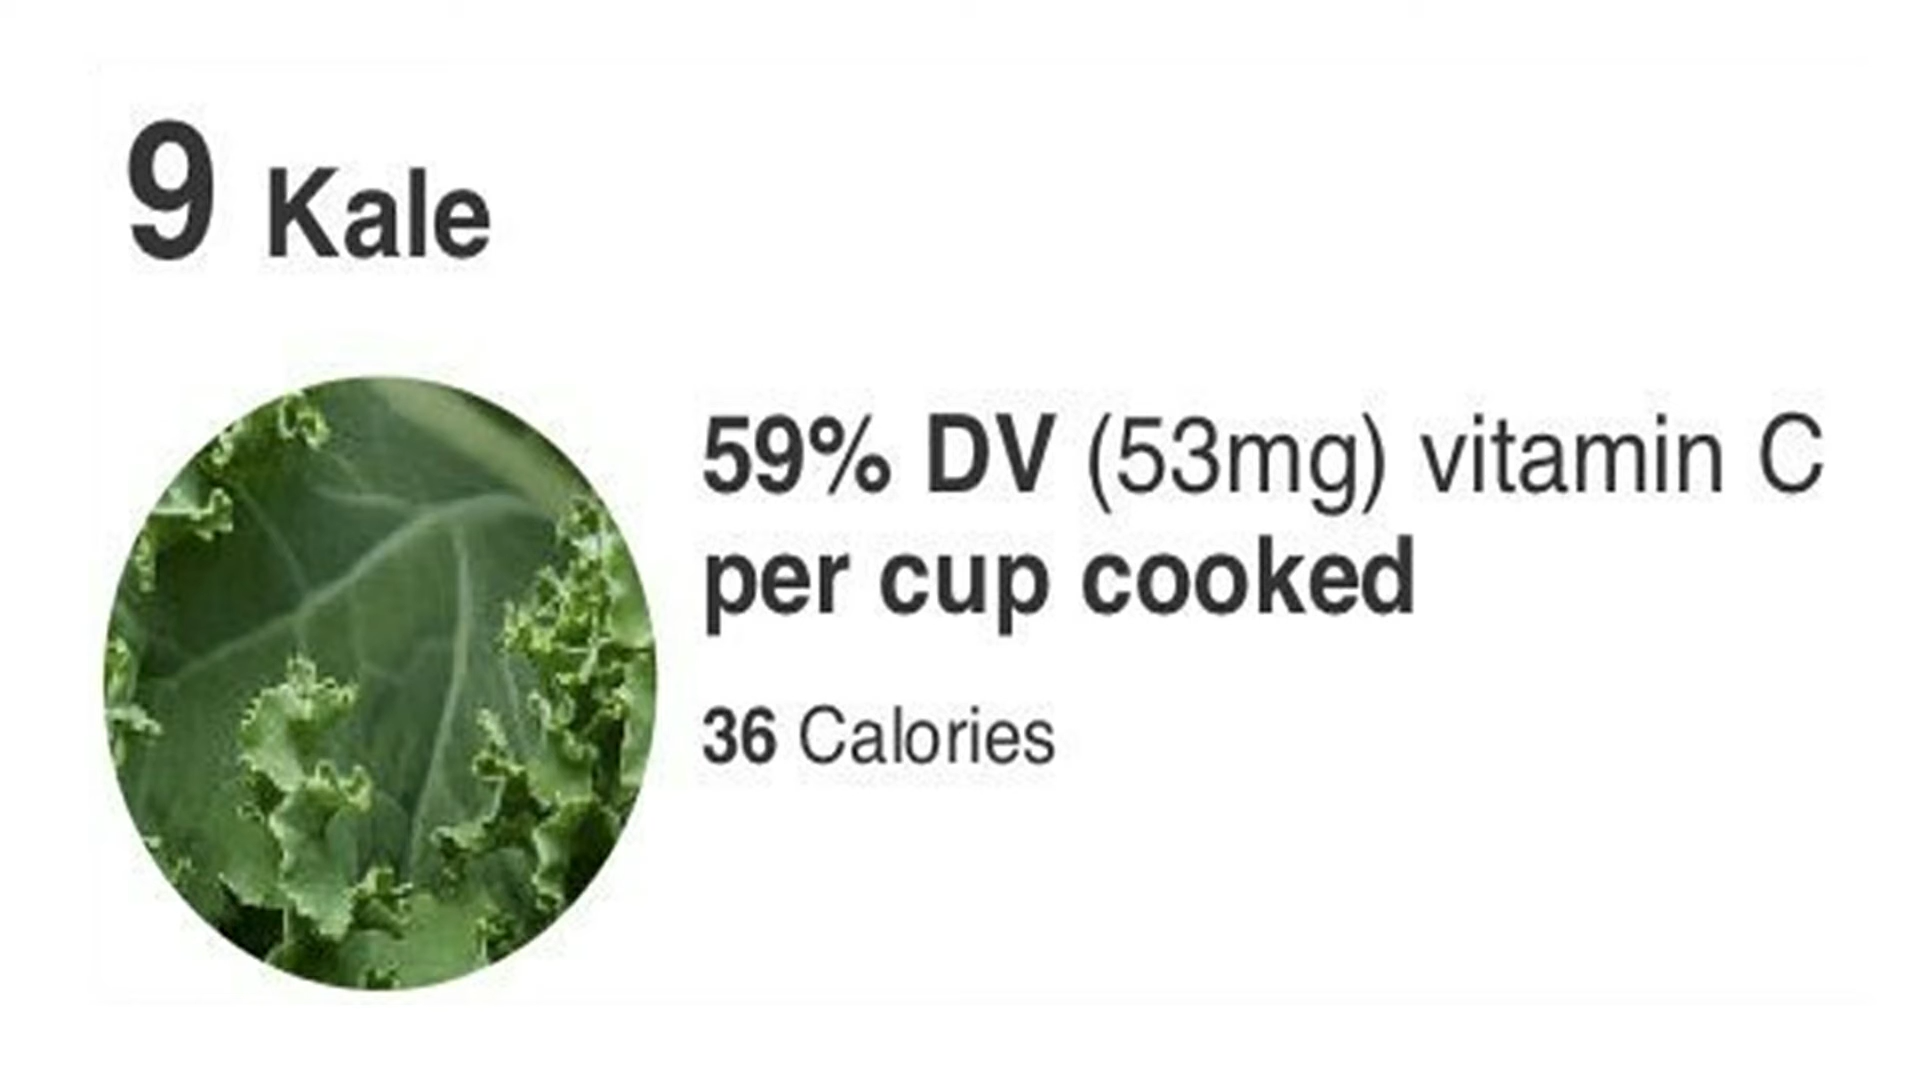 9 Kale
59% DV (53mg) vitamin C
per cup cooked
36 Calories